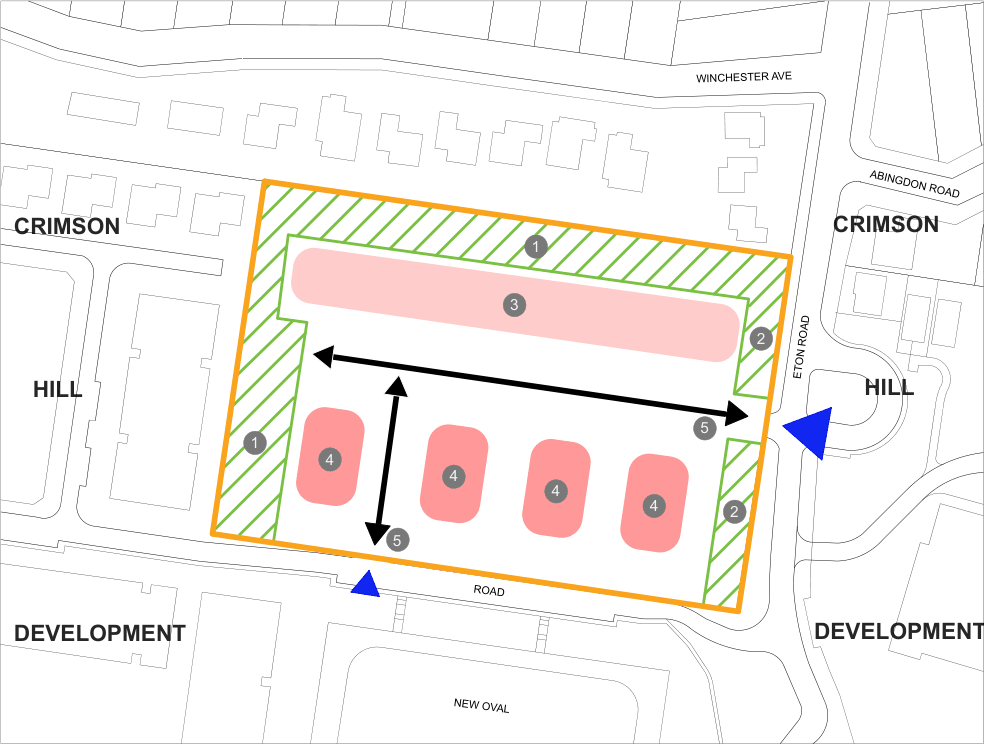 WINCHESTER AVE
ABINGDON ROAD
CRIMSON
CRIMSON
1
3
2
ETON ROAD
HILL
HILL
5
1
4
4
4
4
2
5
ROAD
DEVELOPMENT
DEVELOPMENT
NEW OVAL